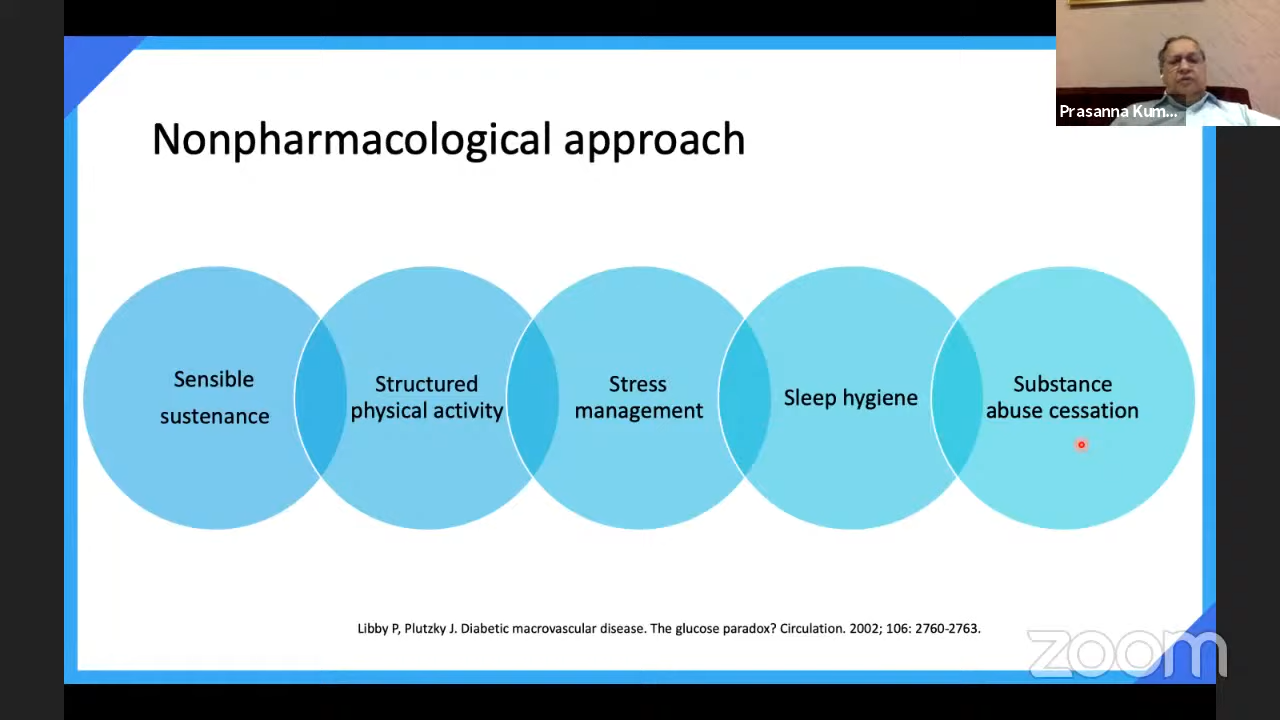 Prasanna Kum...
Nonpharmacological approach
Sensible
sustenance
Structured
physical activity
Stress
management
Sleep hygiene
Substance
abuse cessation
Libby P, Plutzky J. Diabetic macrovascular disease. The glucose paradox? Circulation. 2002; 106: 2760-2763.
zoom